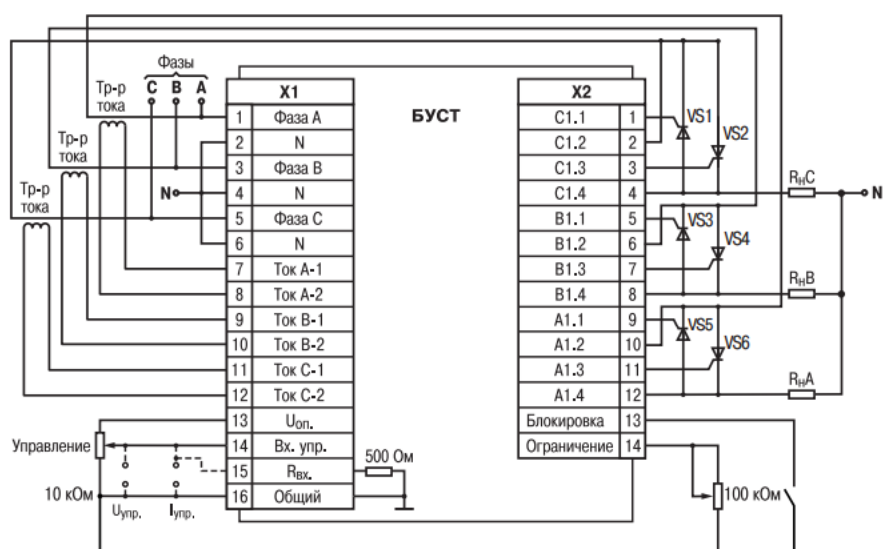 Фазы
C B A
Тр-р
тока
Тр-р
тока
Тр-р
тока
N
X1
1 Фаза А
2 N
3 Фаза В
4 N
5 Фаза С
6 N
7 Ток А-1
8 Ток А-2
9 Ток В-1
10 Ток В-2
11 Ток С-1
12 Ток С-2
13 Uоп.
14 Вх. упр.
15 Rвх.
16 Общий
Управление
10 кОм
Uупр.
Iупр.
500 Ом
БУСТ
X2
C1.1 1
C1.2 2
C1.3 3
C1.4 4
B1.1 5
B1.2 6
B1.3 7
B1.4 8
A1.1 9
A1.2 10
A1.3 11
A1.4 12
Блокировка 13
Ограничение 14
VS1
VS2
RнC
N
VS3
VS4
RнB
VS5
VS6
RнA
100 кОм